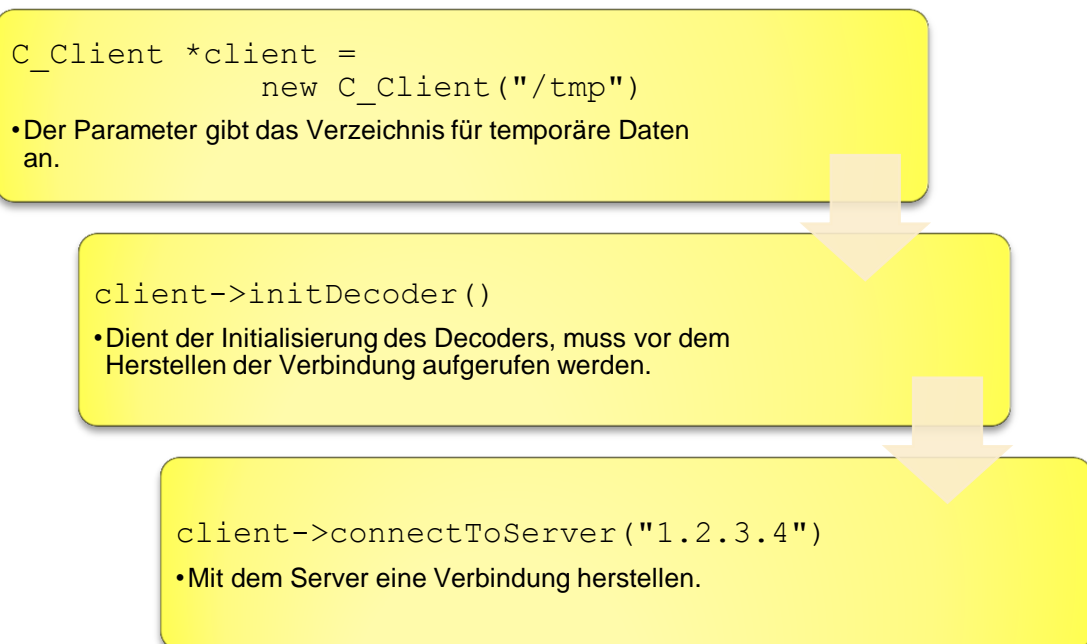 C_Client *client =
new C_Client("/tmp")
•Der Parameter gibt das Verzeichnis für temporäre Daten
an.
client->initDecoder()
•Dient der Initialisierung des Decoders, muss vor dem
Herstellen der Verbindung aufgerufen werden.
client->connectToServer("1.2.3.4")
•Mit dem Server eine Verbindung herstellen.